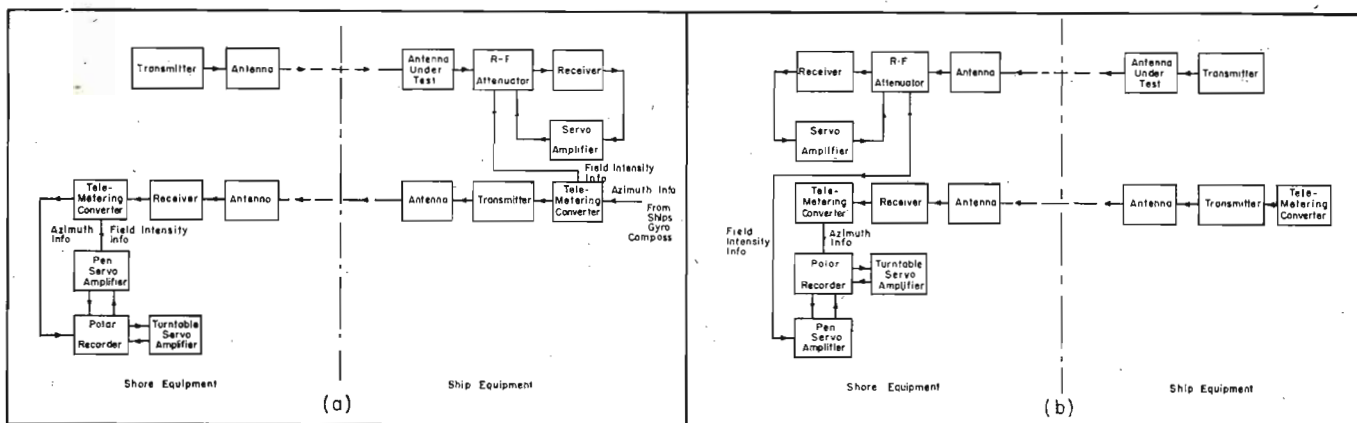 Transmitter
Antenna
Antenna
Under
Test
R-F
Attenuator
Receiver
Servo
Amplifier
Field Intensity
Info
Tele-
Metering
Converter
Receiver
Antenna
Antenna
Transmitter
Tele-
Metering
Converter
Azimuth Info
From
Ships
Gyro
Compass
Azimuth
Info
Field Intensity
Info
Pen
Servo
Amplifier
Polar
Recorder
Turntable
Servo
Amplifier
Shore Equipment
Ship Equipment
(a)
Receiver
R-F
Attenuator
Antenna
Antenna
Under
Test
Transmitter
Servo
Amplifier
Tele-
Metering
Converter
Receiver
Antenna
Antenna
Transmitter
Tele-
Metering
Converter
Field
Intensity
Info
Azimuth
Info
Polar
Recorder
Turntable
Servo
Amplifier
Pen
Servo
Amplifier
Shore Equipment
Ship Equipment
(b)